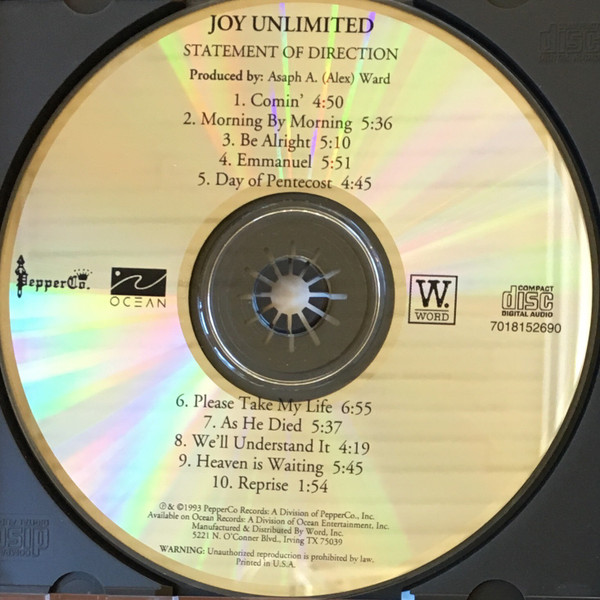 JOY UNLIMITED
STATEMENT OF DIRECTION
Produced by: Asaph A. (Alex) Ward
1. Comin' 4:50
2. Morning By Morning 5:36
3. Be Alright 5:10
4. Emmanuel 5:51
5. Day of Pentecost 4:45
PepperCo.
OCEAN
W.
WORD
COMPACT
disc
DIGITAL AUDIO
7018152690
6. Please Take My Life 6:55
7. As He Died 5:37
8. We'll Understand It 4:19
9. Heaven is Waiting 5:45
10. Reprise 1:54
℗ & ©1993 PepperCo Records: A Division of PepperCo., Inc.
Available on Ocean Records: A Division of Ocean Entertainment, Inc.
Manufactured & Distributed By Word, Inc.
5221 N. O'Conner Blvd., Irving TX 75039
WARNING: Unauthorized reproduction is prohibited by law.
Printed in U.S.A.
disc